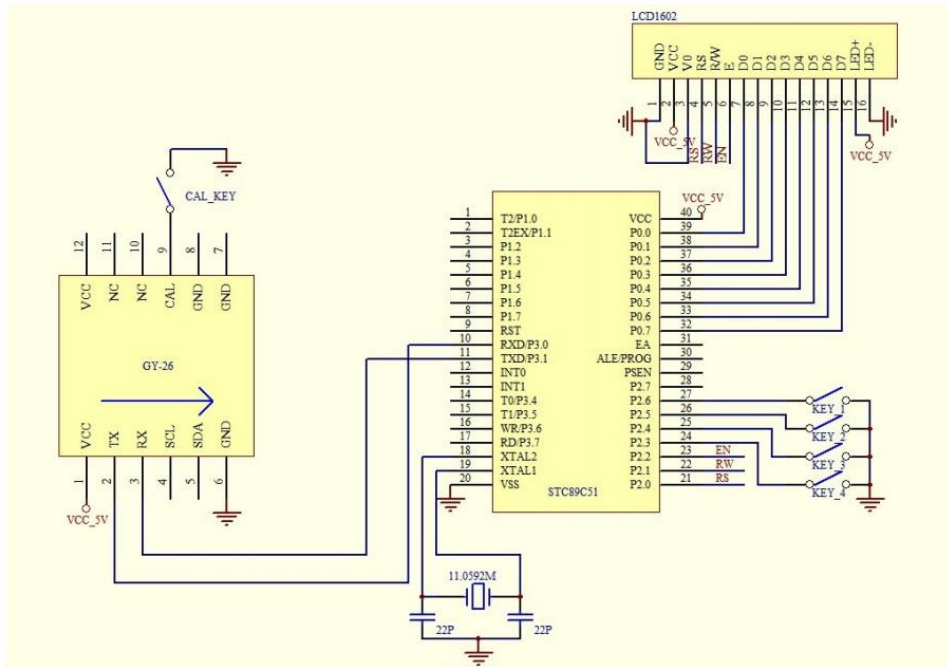 LCD1602
GND VCC V0 RS R/W E D0 D1 D2 D3 D4 D5 D6 D7 LED+ LED-
1 2 3 4 5 6 7 8 9 10 11 12 13 14 15 16
VCC_5V
RS
RW
EN
VCC_5V
CAL_KEY
12 11 10 9 8 7
VCC NC NC CAL GND GND
GY-26
VCC TX RX SCL SDA GND
1 2 3 4 5 6
VCC_5V
VCC_5V
1 T2/P1.0 VCC 40
2 T2EX/P1.1 P0.0 39
3 P1.2 P0.1 38
4 P1.3 P0.2 37
5 P1.4 P0.3 36
6 P1.5 P0.4 35
7 P1.6 P0.5 34
8 P1.7 P0.6 33
9 RST P0.7 32
10 RXD/P3.0 EA 31
11 TXD/P3.1 ALE/PROG 30
12 INT0 PSEN 29
13 INT1 P2.7 28
14 T0/P3.4 P2.6 27
15 T1/P3.5 P2.5 26
16 WR/P3.6 P2.4 25
17 RD/P3.7 P2.3 24
18 XTAL2 P2.2 23 EN
19 XTAL1 P2.1 22 RW
20 VSS P2.0 21 RS
STC89C51
KEY_1
KEY_2
KEY_3
KEY_4
11.0592M
22P 22P